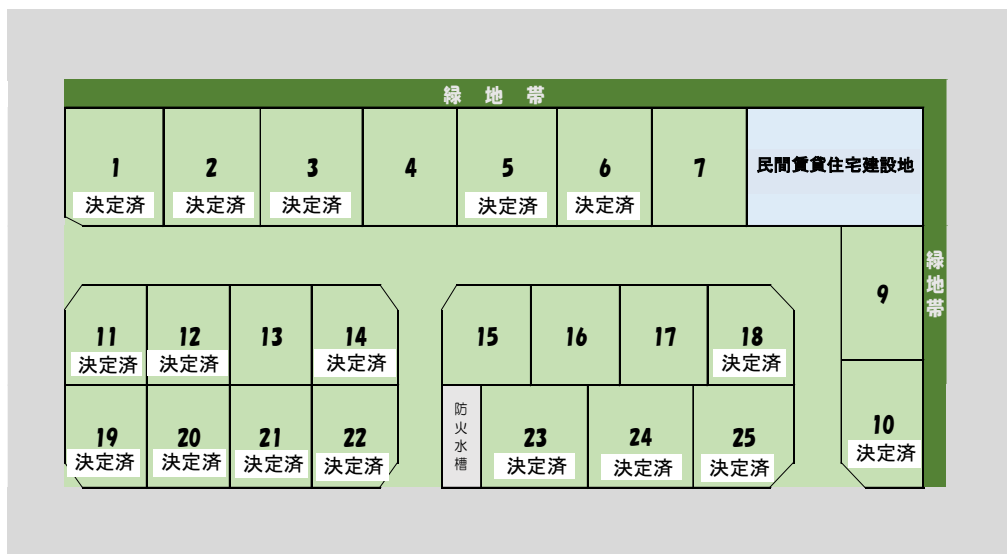 緑地帯
1
決定済
2
決定済
3
決定済
4
5
決定済
6
決定済
7
民間賃貸住宅建設地
緑地帯
9
10
決定済
11
決定済
12
決定済
13
14
決定済
15
16
17
18
決定済
19
決定済
20
決定済
21
決定済
22
決定済
防火水槽
23
決定済
24
決定済
25
決定済